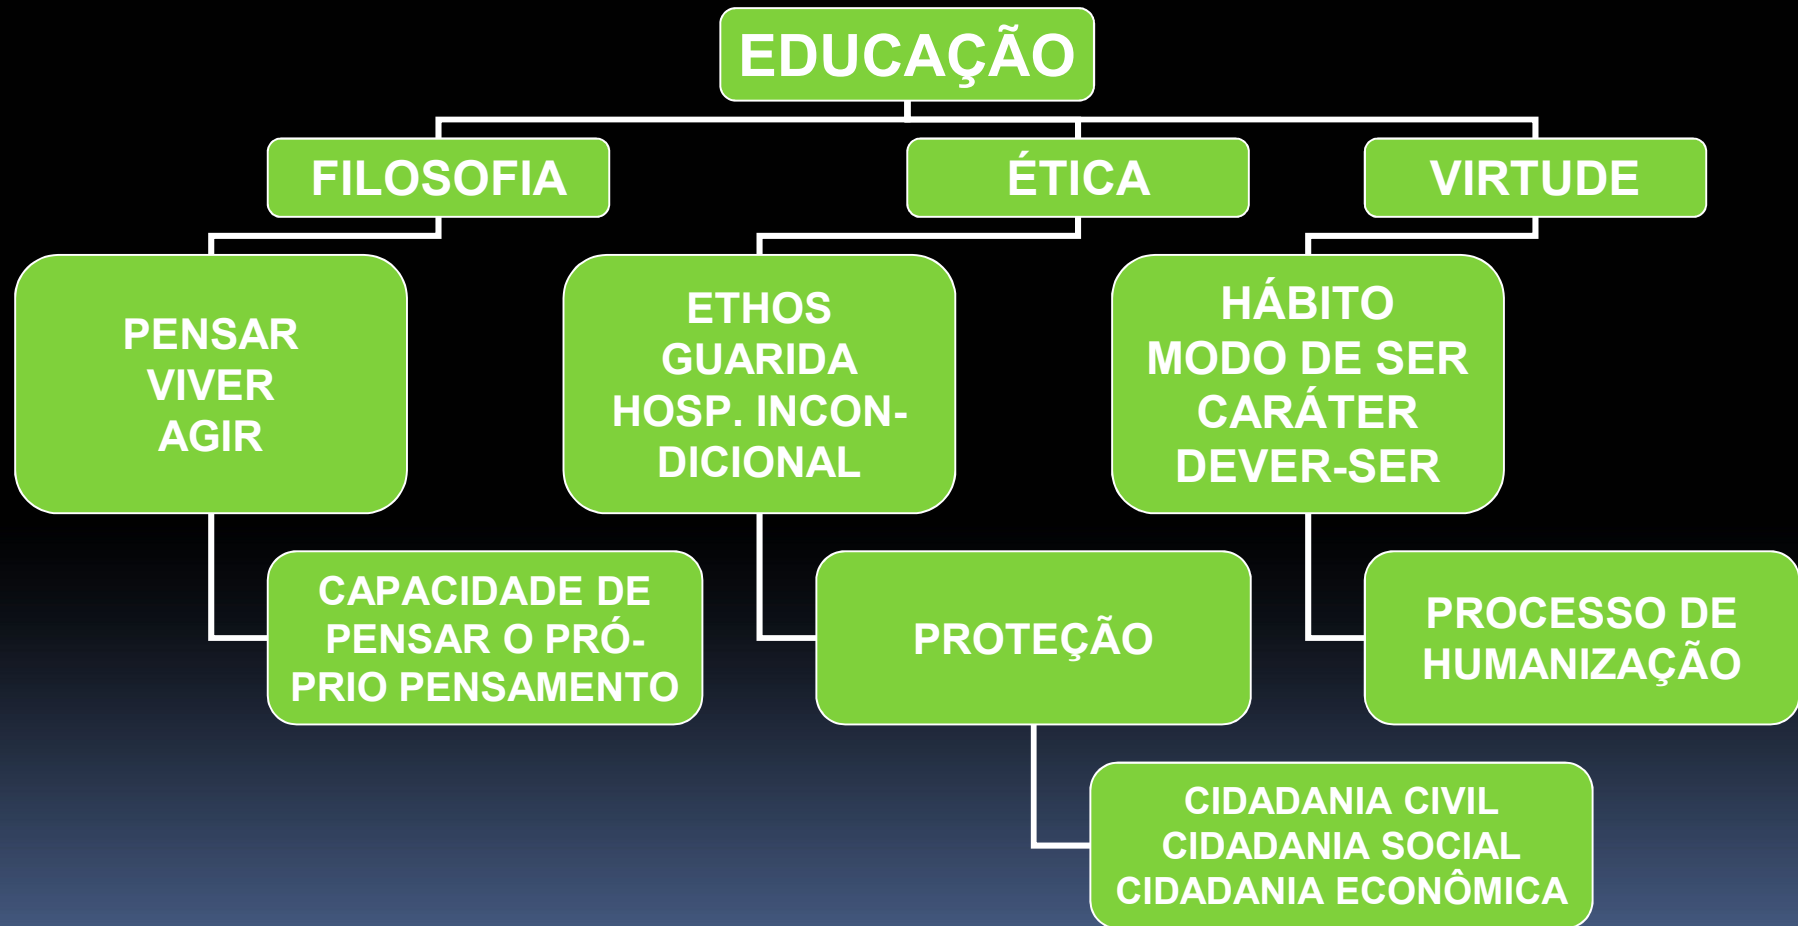 EDUCAÇÃO
FILOSOFIA
ÉTICA
VIRTUDE
PENSAR
VIVER
AGIR
ETHOS
GUARIDA
HOSP. INCON-
DICIONAL
HÁBITO
MODO DE SER
CARÁTER
DEVER-SER
CAPACIDADE DE
PENSAR O PRÓ-
PRIO PENSAMENTO
PROTEÇÃO
PROCESSO DE
HUMANIZAÇÃO
CIDADANIA CIVIL
CIDADANIA SOCIAL
CIDADANIA ECONÔMICA